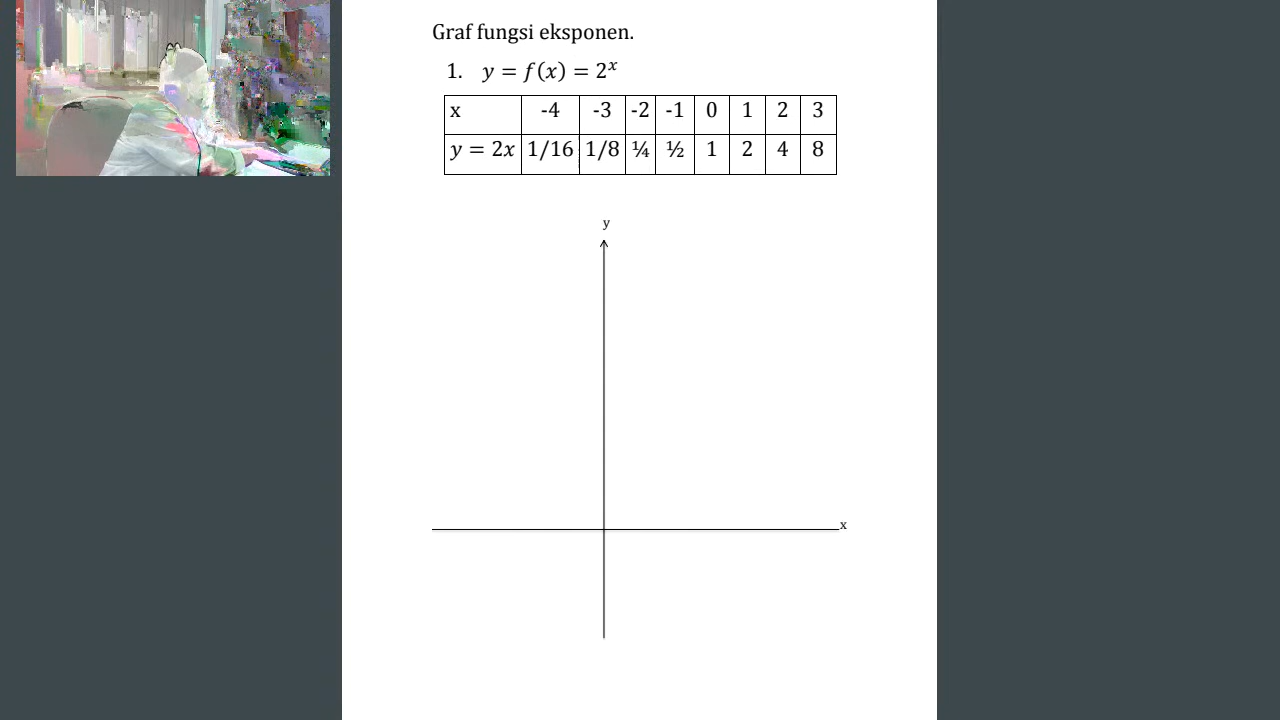 Graf fungsi eksponen.
1. y = f(x) = 2ˣ
x -4 -3 -2 -1 0 1 2 3
y = 2x 1/16 1/8 ¼ ½ 1 2 4 8
y
x